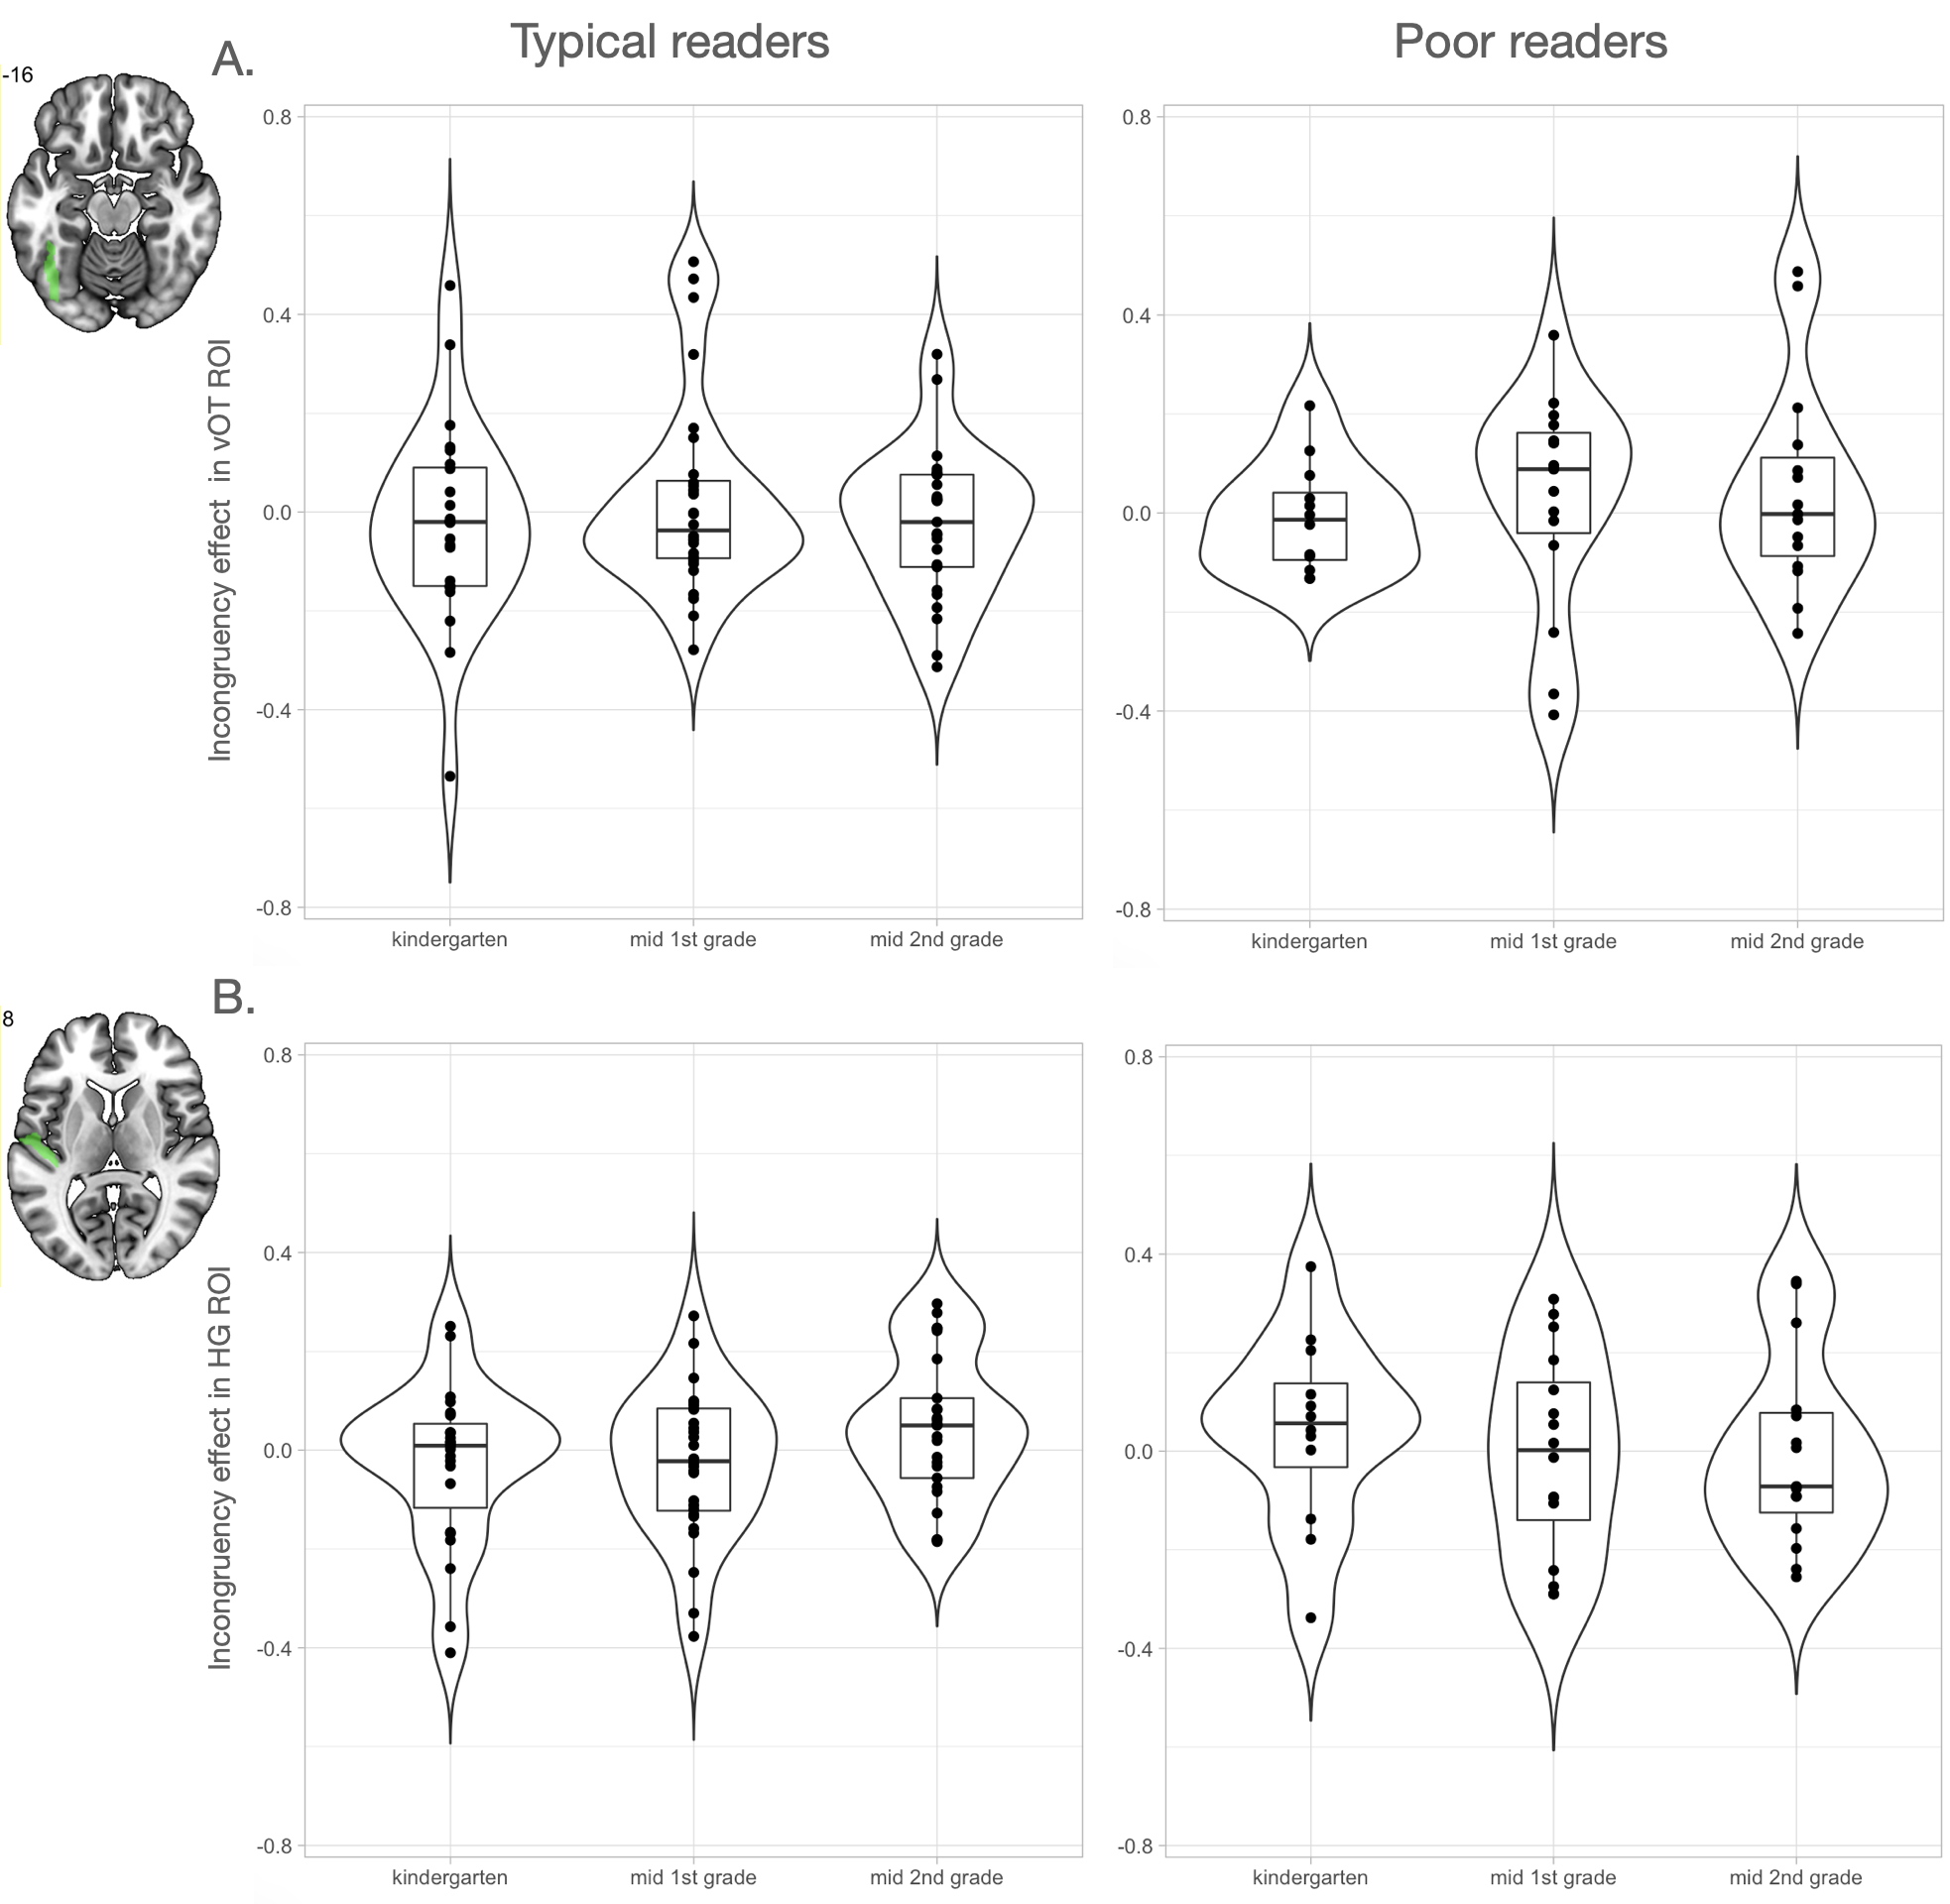 Typical readers
Poor readers
A.
-16
Incongruency effect in vOT ROI
0.8
0.4
0.0
-0.4
-0.8
kindergarten
mid 1st grade
mid 2nd grade
0.8
0.4
0.0
-0.4
-0.8
kindergarten
mid 1st grade
mid 2nd grade
B.
8
Incongruency effect in HG ROI
0.8
0.4
0.0
-0.4
-0.8
kindergarten
mid 1st grade
mid 2nd grade
0.8
0.4
0.0
-0.4
-0.8
kindergarten
mid 1st grade
mid 2nd grade